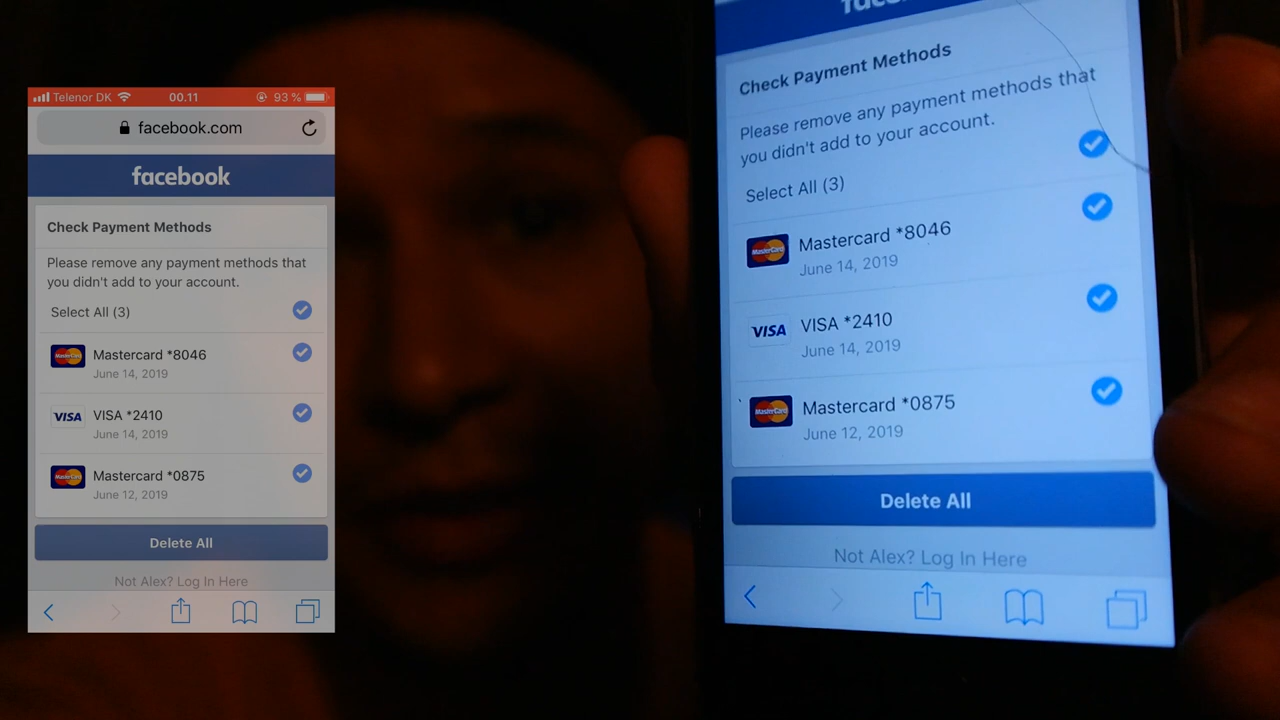 Telenor DK 00.11 93 %
facebook.com
facebook
Check Payment Methods
Please remove any payment methods that
you didn't add to your account.
Select All (3)
MasterCard Mastercard *8046
June 14, 2019
VISA VISA *2410
June 14, 2019
MasterCard Mastercard *0875
June 12, 2019
Delete All
Not Alex? Log In Here
Check Payment Methods
Please remove any payment methods that
you didn't add to your account.
Select All (3)
MasterCard Mastercard *8046
June 14, 2019
VISA VISA *2410
June 14, 2019
MasterCard Mastercard *0875
June 12, 2019
Delete All
Not Alex? Log In Here